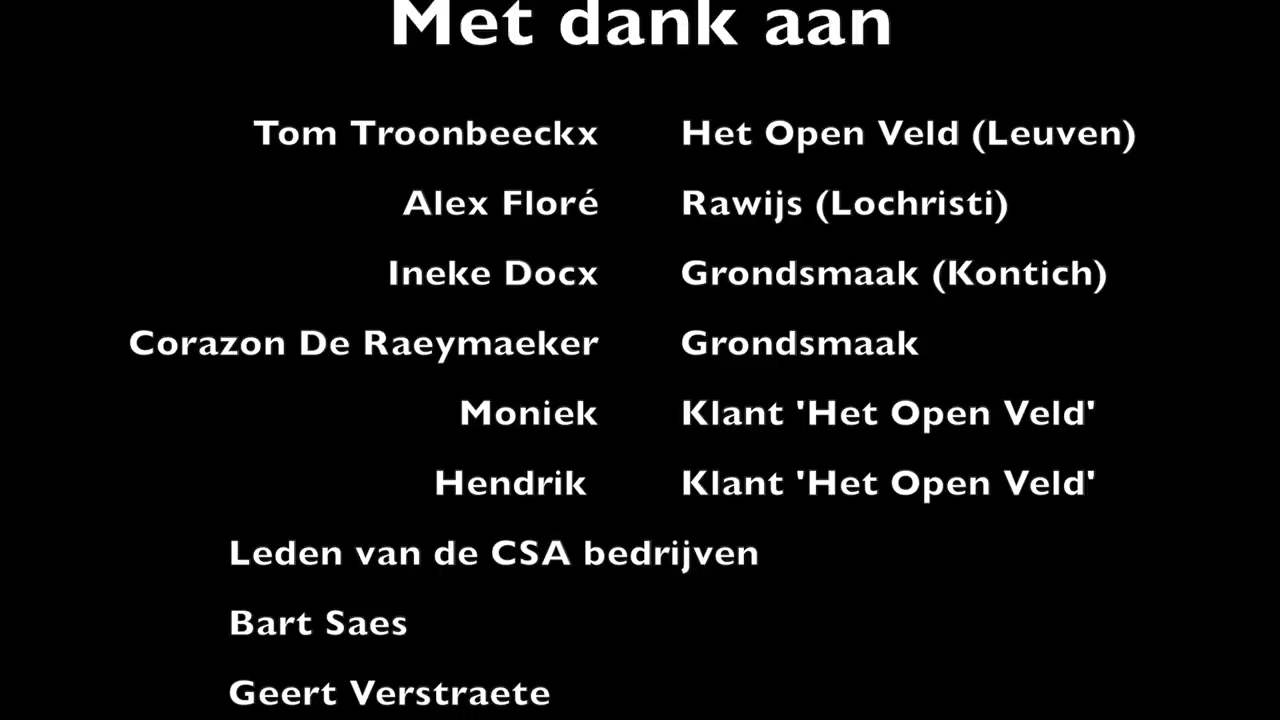 Met dank aan
Tom Troonbeeckx Het Open Veld (Leuven)
Alex Floré Rawijs (Lochristi)
Ineke Docx Grondsmaak (Kontich)
Corazon De Raeymaeker Grondsmaak
Moniek Klant 'Het Open Veld'
Hendrik Klant 'Het Open Veld'
Leden van de CSA bedrijven
Bart Saes
Geert Verstraete